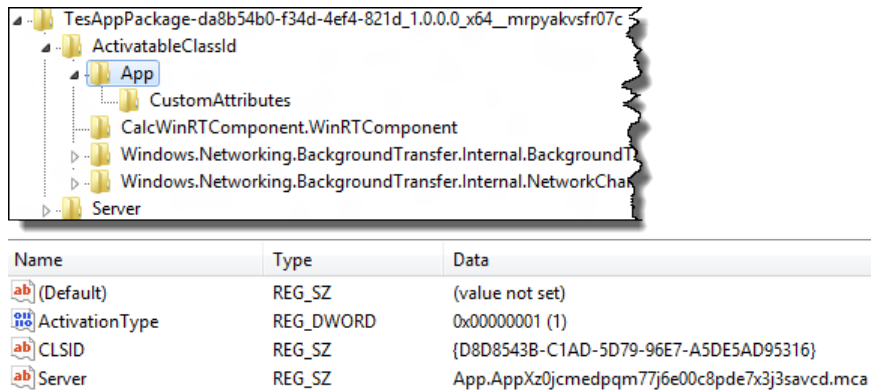 TesAppPackage-da8b54b0-f34d-4ef4-821d_1.0.0.0_x64__mrpyakvsfr07c
ActivatableClassId
App
CustomAttributes
CalcWinRTComponent.WinRTComponent
Windows.Networking.BackgroundTransfer.Internal.BackgroundT
Windows.Networking.BackgroundTransfer.Internal.NetworkChar
Server
Name Type Data
(Default) REG_SZ (value not set)
ActivationType REG_DWORD 0x00000001 (1)
CLSID REG_SZ {D8D8543B-C1AD-5D79-96E7-A5DE5AD95316}
Server REG_SZ App.AppXz0jcmedpqm77j6e00c8pde7x3j3savcd.mca